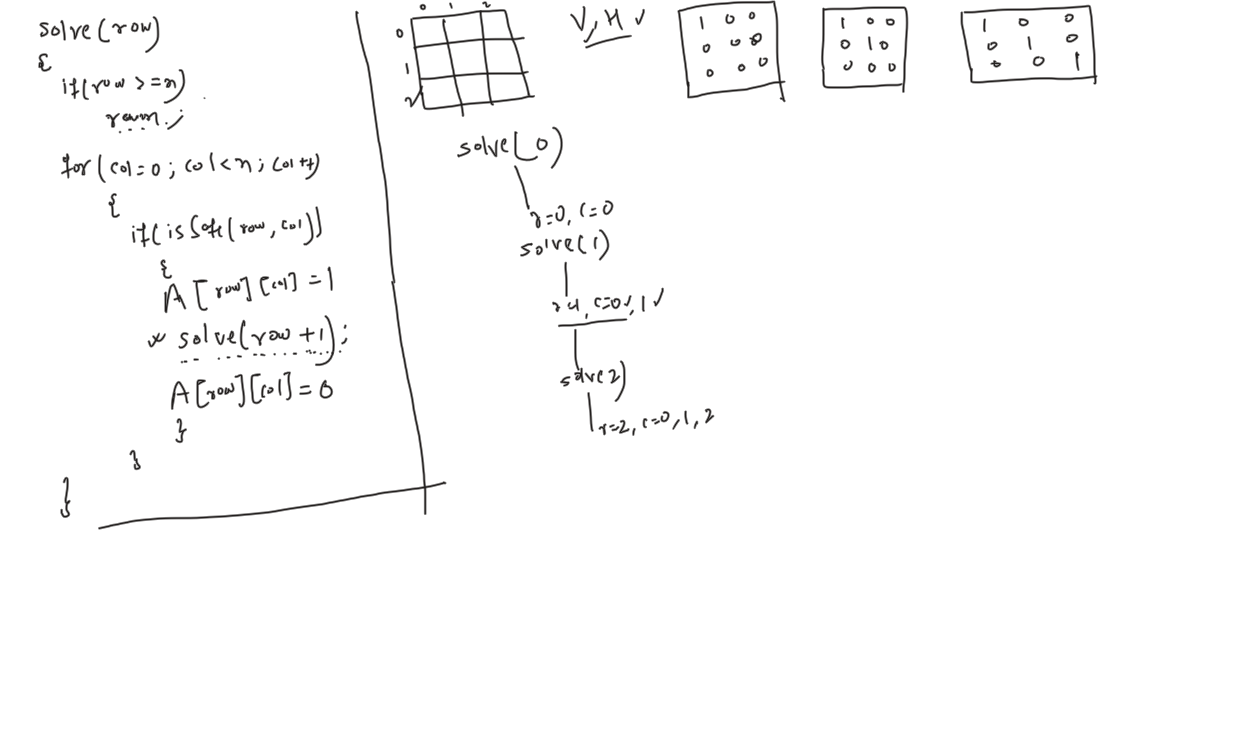 solve(row)
{
if(row >=n)
return;
for(col=0; col<n; col++)
{
if(isSafe(row, col))
{
A[row][col] = 1
* solve(row +1);
A[row][col] = 0
}
}
}
0 1 2
0
1
2
V, H ✓
1 0 0
0 0 0
0 0 0
1 0 0
0 1 0
0 0 0
1 0 0
0 1 0
0 0 1
solve(0)
r=0, c=0
solve(1)
r=1, c=0✓, 1 ✓
solve2)
r=2, c=0, 1, 2